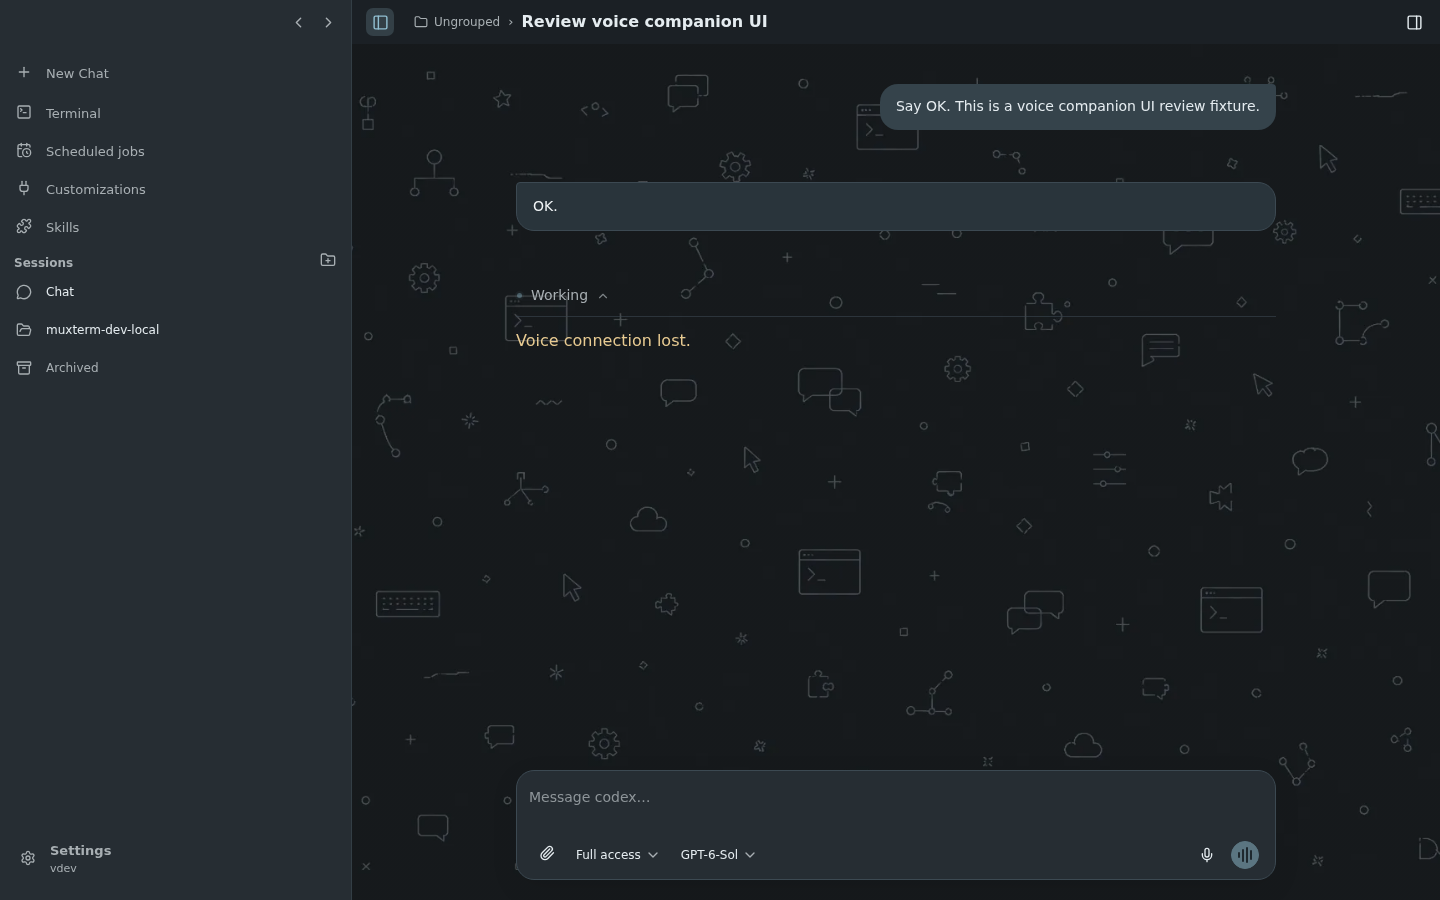 Ungrouped › Review voice companion UI
New Chat
Terminal
Scheduled jobs
Customizations
Skills
Sessions
Chat
muxterm-dev-local
Archived
Settings
vdev
Say OK. This is a voice companion UI review fixture.
OK.
Working
Voice connection lost.
Message codex...
Full access
GPT-6-Sol